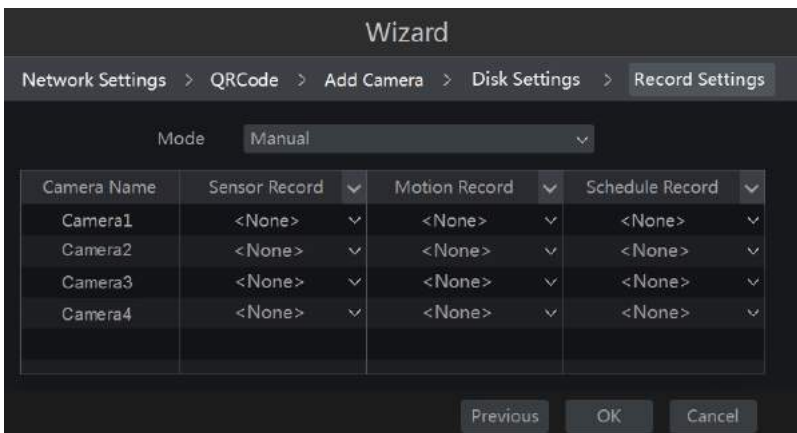 Wizard
Network Settings > QRCode > Add Camera > Disk Settings > Record Settings
Mode Manual
Camera Name Sensor Record Motion Record Schedule Record
Camera1 <None> <None> <None>
Camera2 <None> <None> <None>
Camera3 <None> <None> <None>
Camera4 <None> <None> <None>
Previous OK Cancel